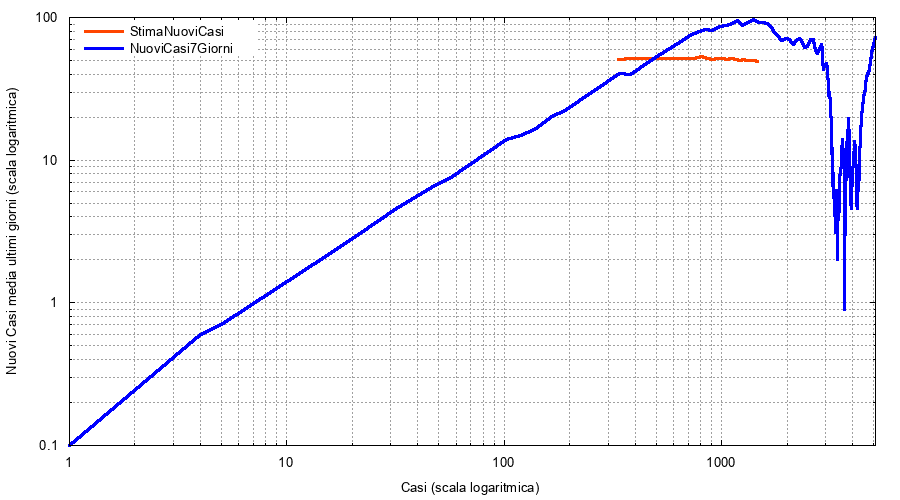 StimaNuoviCasi
NuoviCasi7Giorni
Nuovi Casi media ultimi giorni (scala logaritmica)
100
10
1
0.1
1
10
100
1000
Casi (scala logaritmica)